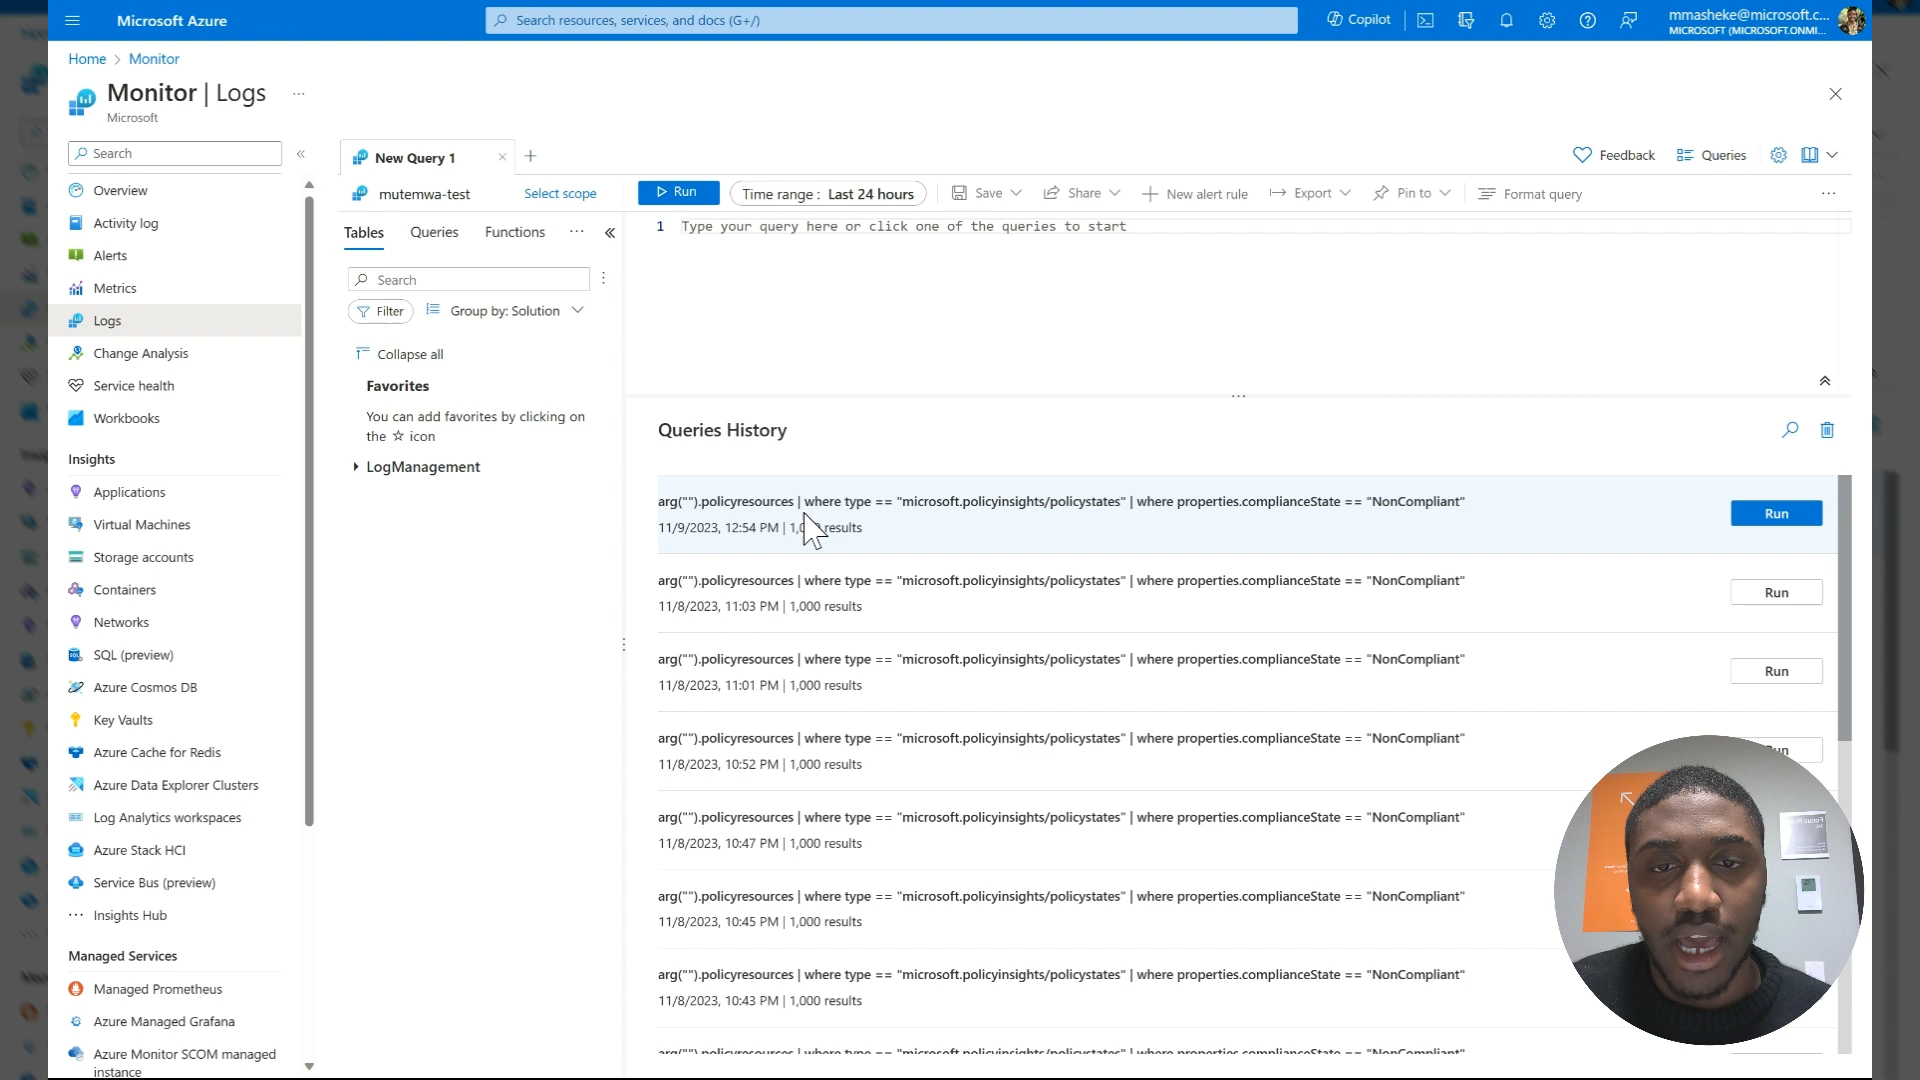 Microsoft Azure
Search resources, services, and docs (G+/)
Copilot
mmasheke@microsoft.c...
MICROSOFT (MICROSOFT.ONMI...
Home > Monitor
Monitor | Logs ...
Microsoft
Search
«
Overview
Activity log
Alerts
Metrics
Logs
Change Analysis
Service health
Workbooks
Insights
Applications
Virtual Machines
Storage accounts
Containers
Networks
SQL (preview)
Azure Cosmos DB
Key Vaults
Azure Cache for Redis
Azure Data Explorer Clusters
Log Analytics workspaces
Azure Stack HCI
Service Bus (preview)
Insights Hub
Managed Services
Managed Prometheus
Azure Managed Grafana
Azure Monitor SCOM managed
instance
New Query 1
Feedback
Queries
mutemwa-test
Select scope
Run
Time range : Last 24 hours
Save
Share
New alert rule
Export
Pin to
Format query
Tables
Queries
Functions
Search
Filter
Group by: Solution
Collapse all
Favorites
You can add favorites by clicking on
the ☆ icon
LogManagement
1 Type your query here or click one of the queries to start
Queries History
arg("").policyresources | where type == "microsoft.policyinsights/policystates" | where properties.complianceState == "NonCompliant"
11/9/2023, 12:54 PM | results
Run
arg("").policyresources | where type == "microsoft.policyinsights/policystates" | where properties.complianceState == "NonCompliant"
11/8/2023, 11:03 PM | 1,000 results
Run
arg("").policyresources | where type == "microsoft.policyinsights/policystates" | where properties.complianceState == "NonCompliant"
11/8/2023, 11:01 PM | 1,000 results
Run
arg("").policyresources | where type == "microsoft.policyinsights/policystates" | where properties.complianceState == "NonCompliant"
11/8/2023, 10:52 PM | 1,000 results
arg("").policyresources | where type == "microsoft.policyinsights/policystates" | where properties.complianceState == "NonCompliant"
11/8/2023, 10:47 PM | 1,000 results
arg("").policyresources | where type == "microsoft.policyinsights/policystates" | where properties.complianceState == "NonCompliant"
11/8/2023, 10:45 PM | 1,000 results
arg("").policyresources | where type == "microsoft.policyinsights/policystates" | where properties.complianceState == "NonCompliant"
11/8/2023, 10:43 PM | 1,000 results
arg("").policyresources | where type == "microsoft.policyinsights/policystates" | where properties.complianceState == "NonCompliant"